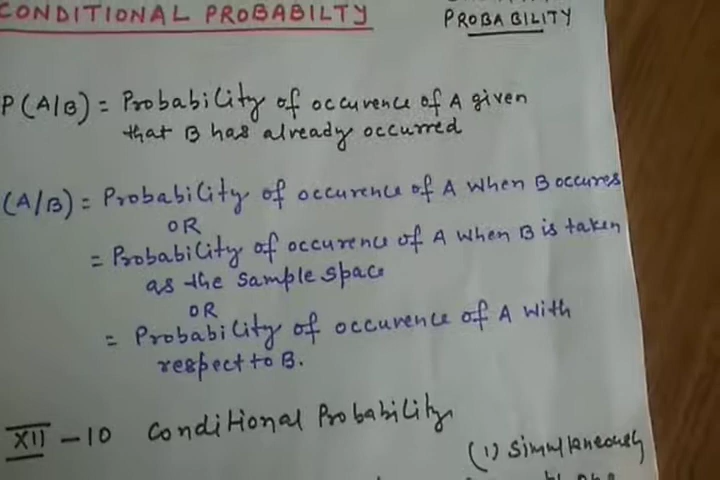 CONDITIONAL PROBABILTY
PROBABILITY
P(A/B) = Probability of occurence of A given
that B has already occurred
(A/B) = Probability of occurence of A when B occures
OR
= Probability of occurence of A when B is taken
as the sample space
OR
= Probability of occurence of A with
respect to B.
XII - 10 Conditional Probability
(1) Simultaneously